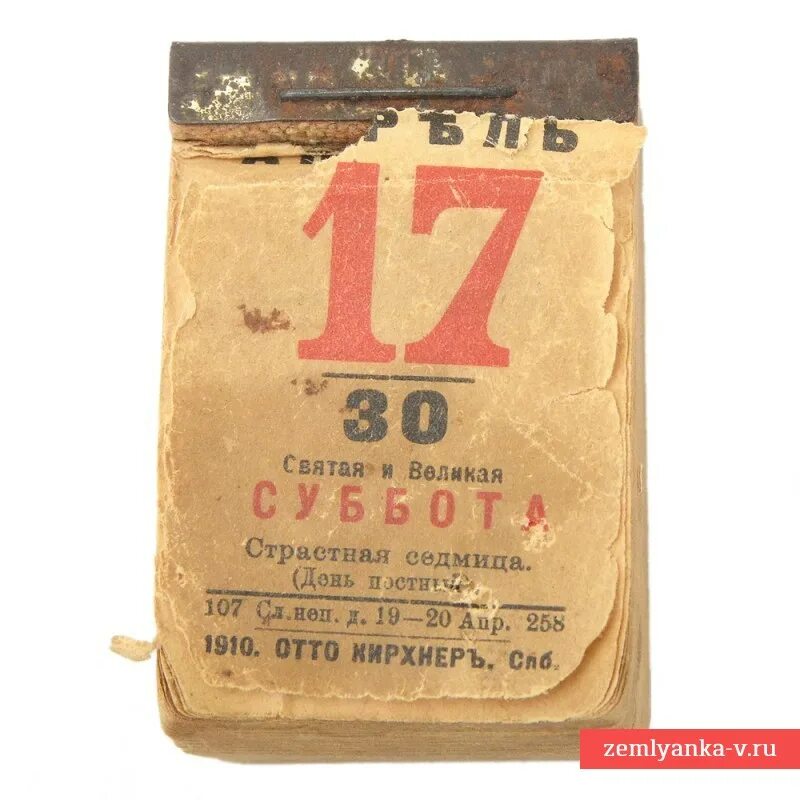 АПРѢЛЬ
17
30
Святая и Великая
СУББОТА
Страстная седмица.
(День постный)
107 Сл. неп. д. 19—20 Апр. 258
1910. ОТТО КИРХНЕРЪ. Спб.
zemlyanka-v.ru